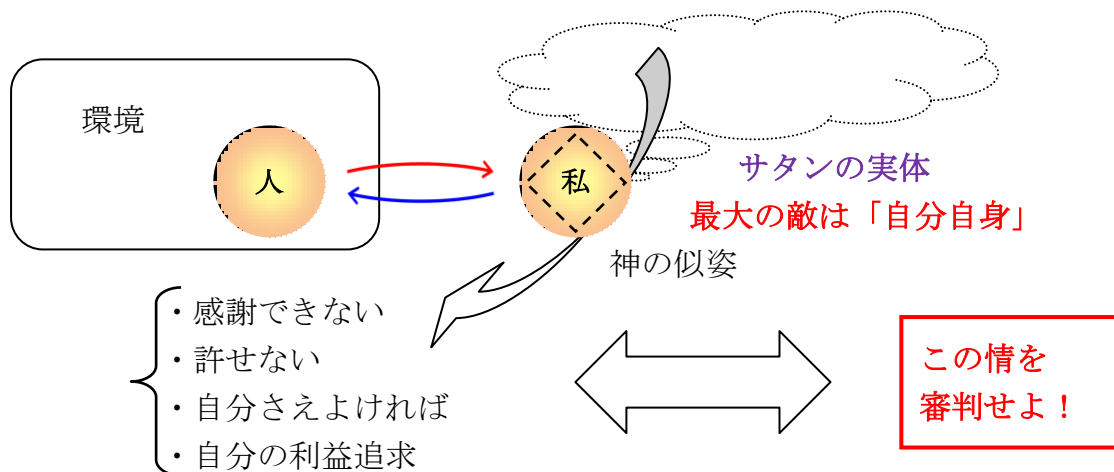 環境
人
私
サタンの実体
最大の敵は「自分自身」
神の似姿
・感謝できない
・許せない
・自分さえよければ
・自分の利益追求
この情を
審判せよ！